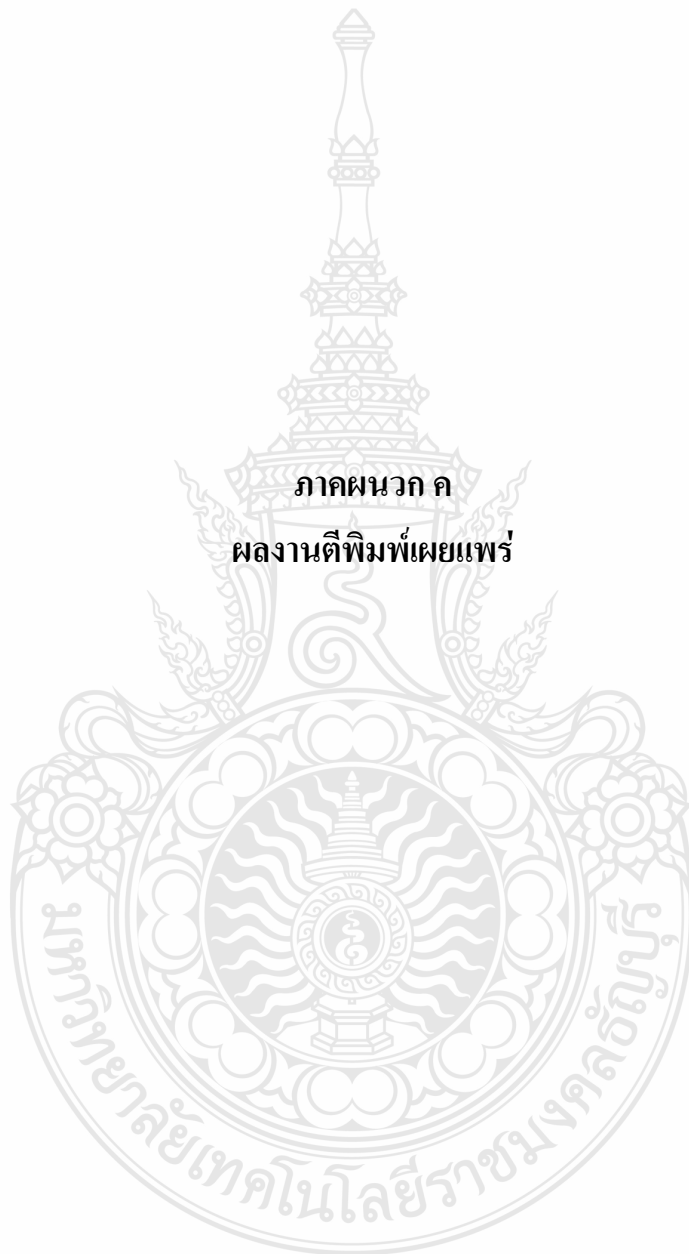 ภาคผนวก ค
ผลงานตีพิมพ์เผยแพร่
มหาวิทยาลัยเทคโนโลยีราชมงคลธัญบุรี